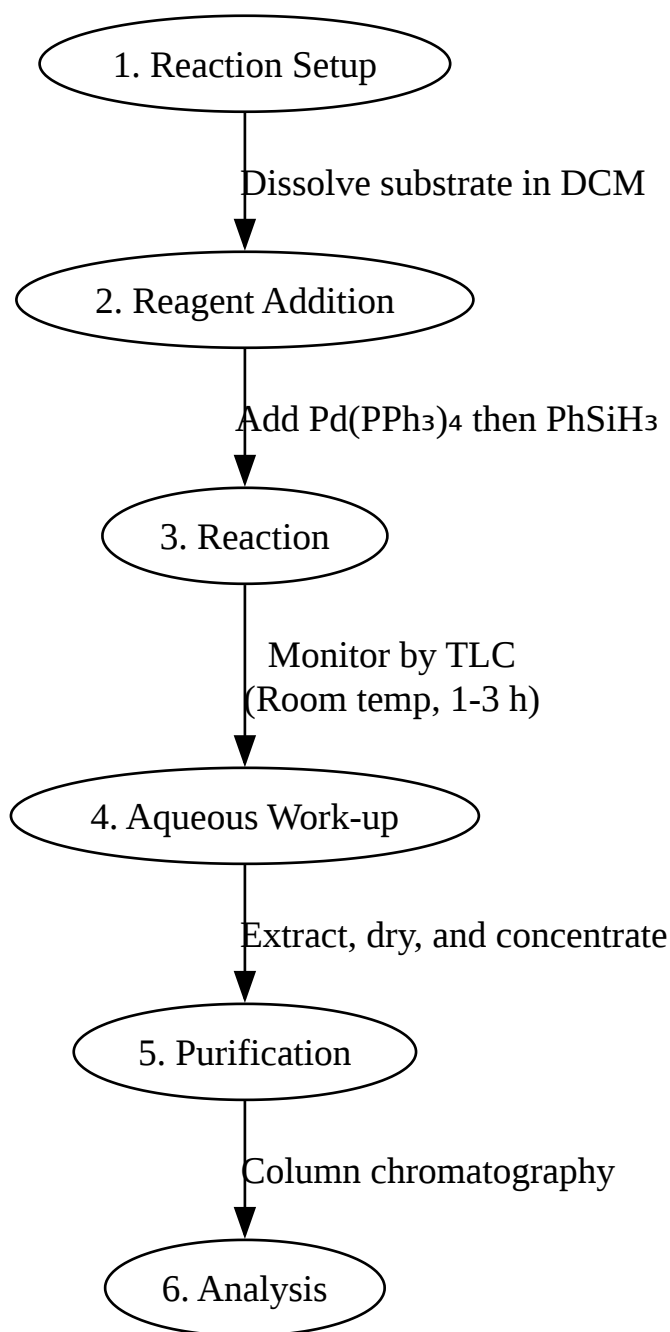 1. Reaction Setup
Dissolve substrate in DCM
2. Reagent Addition
Add Pd(PPh₃)₄ then PhSiH₃
3. Reaction
Monitor by TLC
(Room temp, 1-3 h)
4. Aqueous Work-up
Extract, dry, and concentrate
5. Purification
Column chromatography
6. Analysis